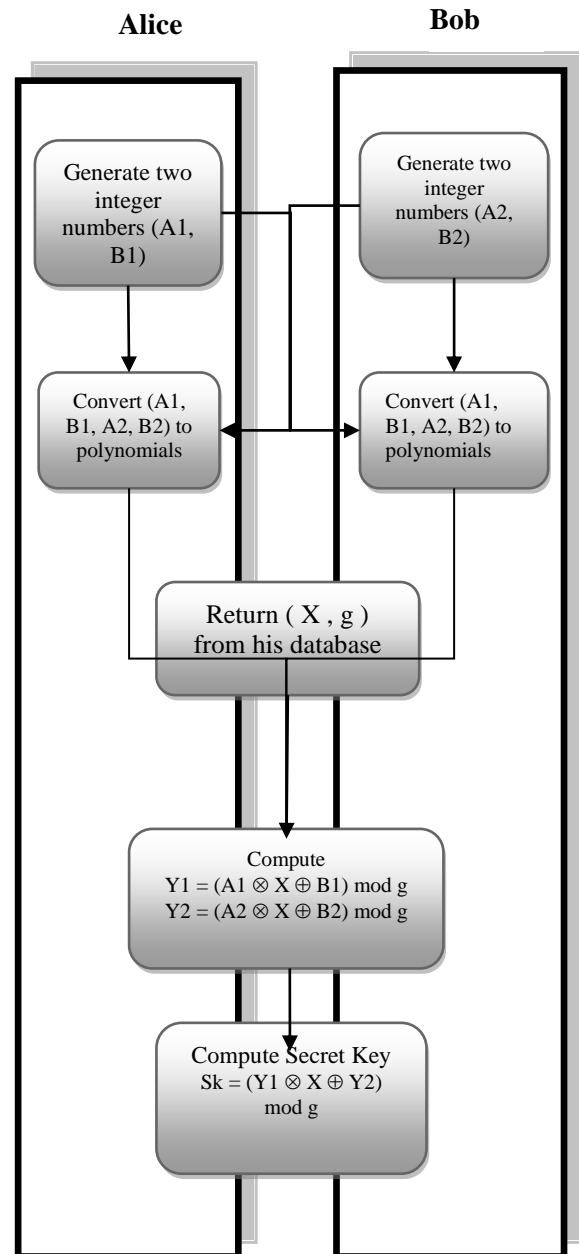 Alice
Bob
Generate two
integer
numbers (A1,
B1)
Generate two
integer
numbers (A2,
B2)
Convert (A1,
B1, A2, B2) to
polynomials
Convert (A1,
B1, A2, B2) to
polynomials
Return ( X , g )
from his database
Compute
Y1 = (A1 ⊗ X ⊕ B1) mod g
Y2 = (A2 ⊗ X ⊕ B2) mod g
Compute Secret Key
Sk = (Y1 ⊗ X ⊕ Y2)
mod g